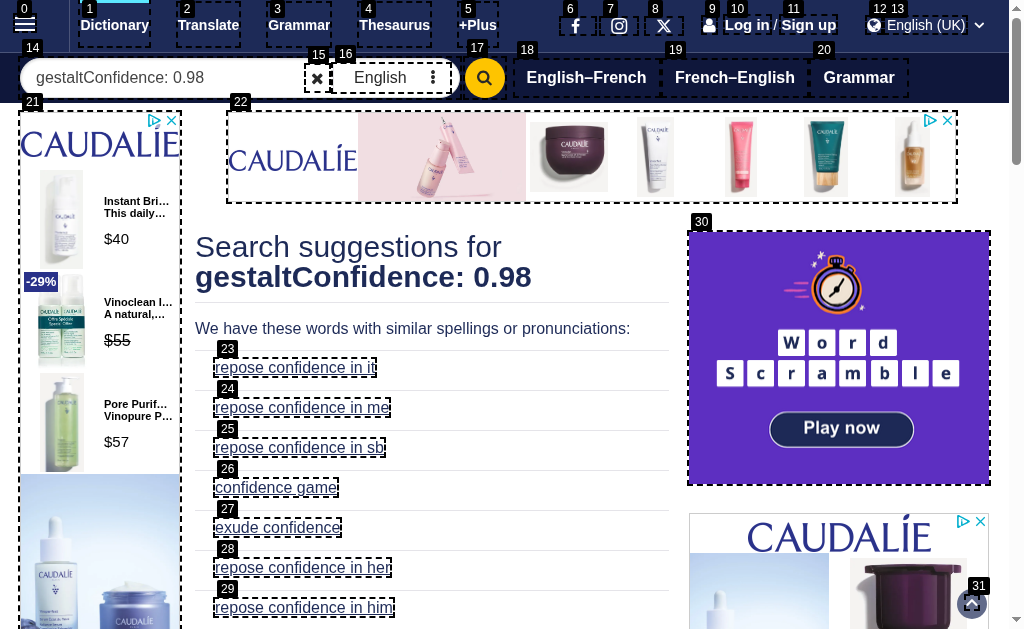 0 1 2 3 4 5 6 7 8 9 10 11 12 13
Dictionary Translate Grammar Thesaurus +Plus Log in / Sign up English (UK)
14 15 16 17 18 19 20
gestaltConfidence: 0.98 English English–French French–English Grammar
21 22
CAUDALÍE
CAUDALÍE
Instant Bri...
This daily...
$40
-29%
Vinoclean I...
A natural,...
$55
Pore Purif...
Vinopure P...
$57
CAUDALÍE
CAUDALÍE
Search suggestions for
gestaltConfidence: 0.98
We have these words with similar spellings or pronunciations:
23
repose confidence in it
24
repose confidence in me
25
repose confidence in sb
26
confidence game
27
exude confidence
28
repose confidence in her
29
repose confidence in him
30
Word
Scramble
Play now
CAUDALÍE
31